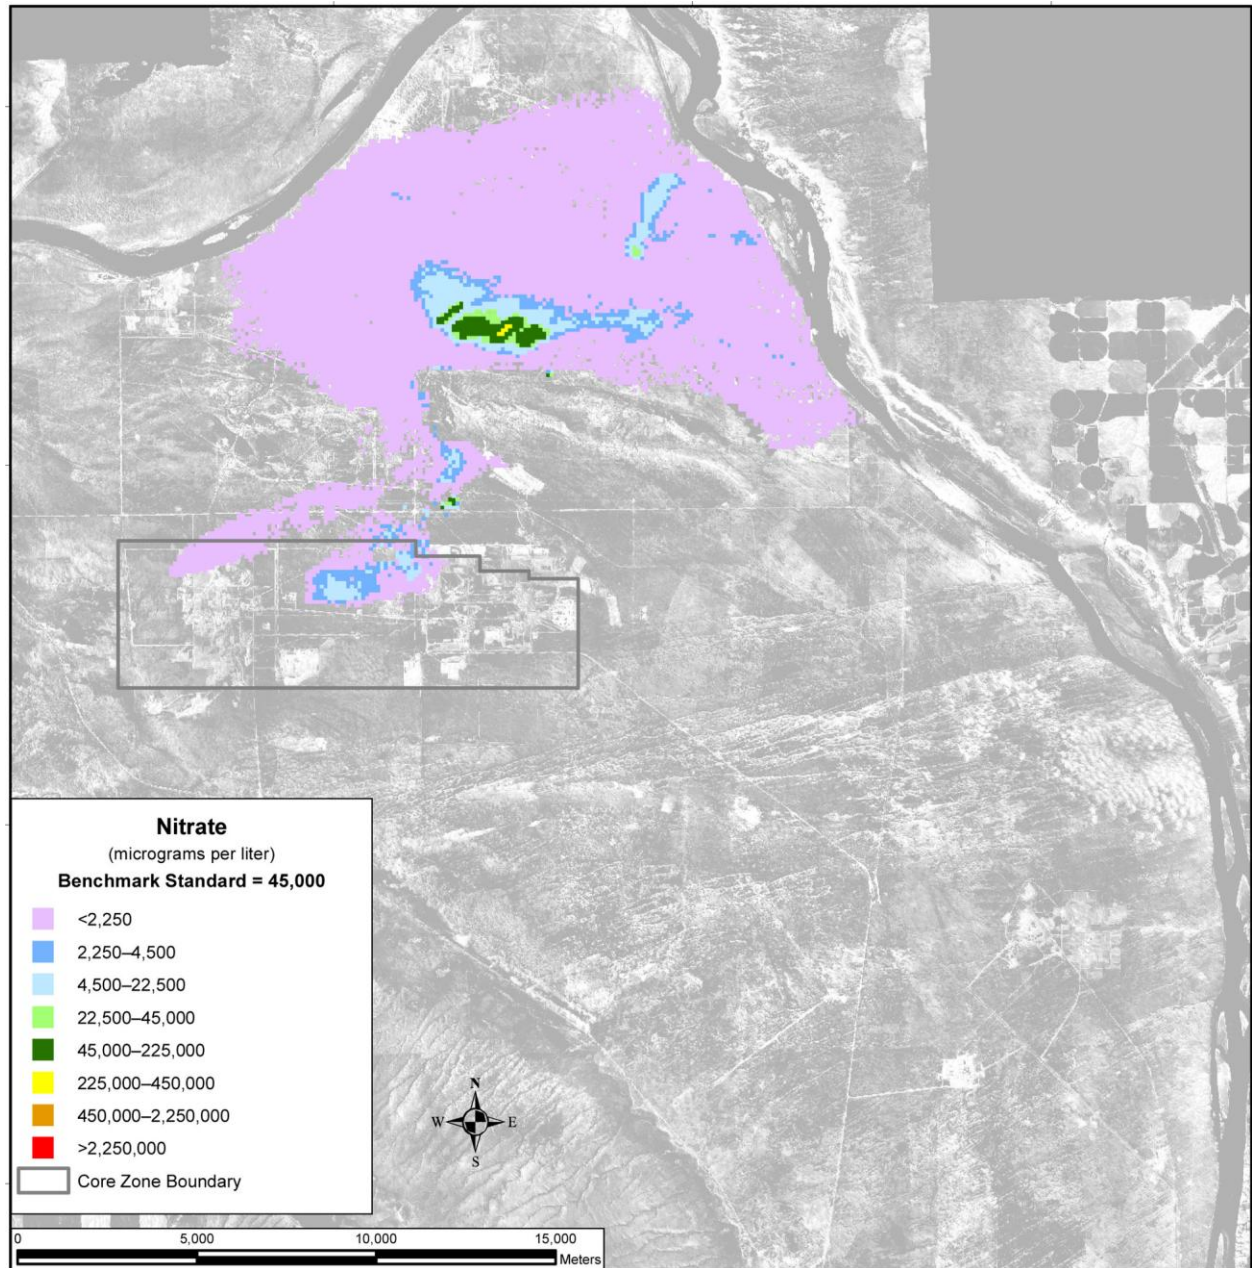 Nitrate
(micrograms per liter)
Benchmark Standard = 45,000
<2,250
2,250–4,500
4,500–22,500
22,500–45,000
45,000–225,000
225,000–450,000
450,000–2,250,000
>2,250,000
Core Zone Boundary
N
W E
S
0 5,000 10,000 15,000
Meters